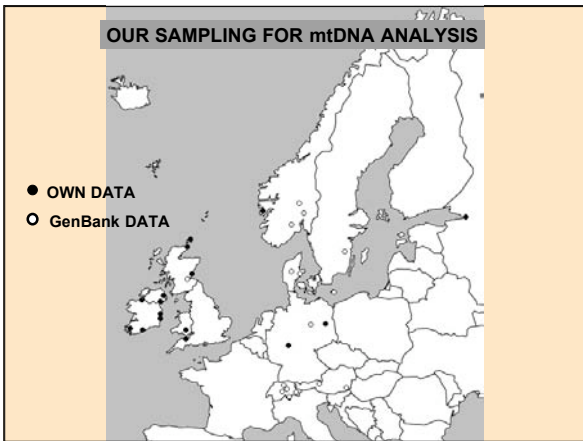 OUR SAMPLING FOR mtDNA ANALYSIS
OWN DATA
GenBank DATA